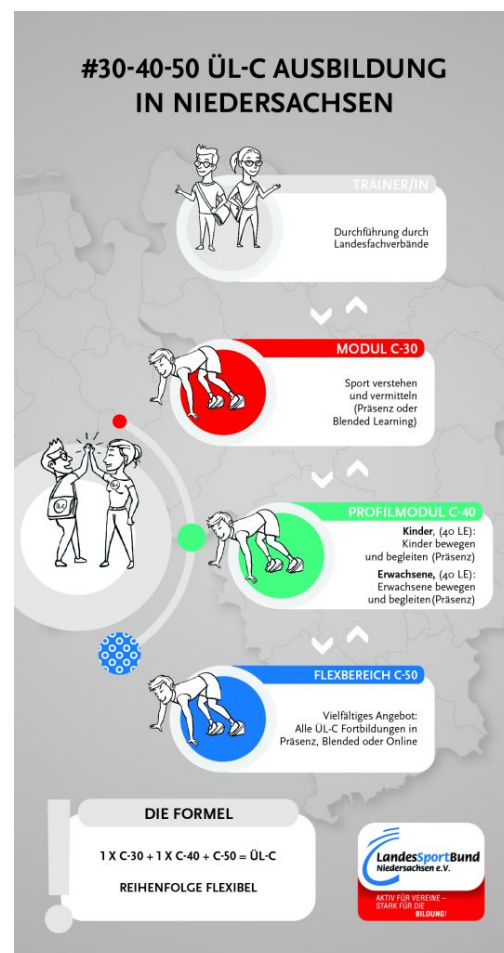 #30-40-50 ÜL-C AUSBILDUNG
IN NIEDERSACHSEN
TRAINER/IN
Durchführung durch
Landesfachverbände
MODUL C-30
Sport verstehen
und vermitteln
(Präsenz oder
Blended Learning)
PROFILMODUL C-40
Kinder, (40 LE):
Kinder bewegen
und begleiten (Präsenz)
Erwachsene, (40 LE):
Erwachsene bewegen
und begleiten(Präsenz)
FLEXBEREICH C-50
Vielfältiges Angebot:
Alle ÜL-C Fortbildungen in
Präsenz, Blended oder Online
DIE FORMEL
1 X C-30 + 1 X C-40 + C-50 = ÜL-C
REIHENFOLGE FLEXIBEL
LandesSportBund
Niedersachsen e.V.
AKTIV FÜR VEREINE –
STARK FÜR DIE
BILDUNG!